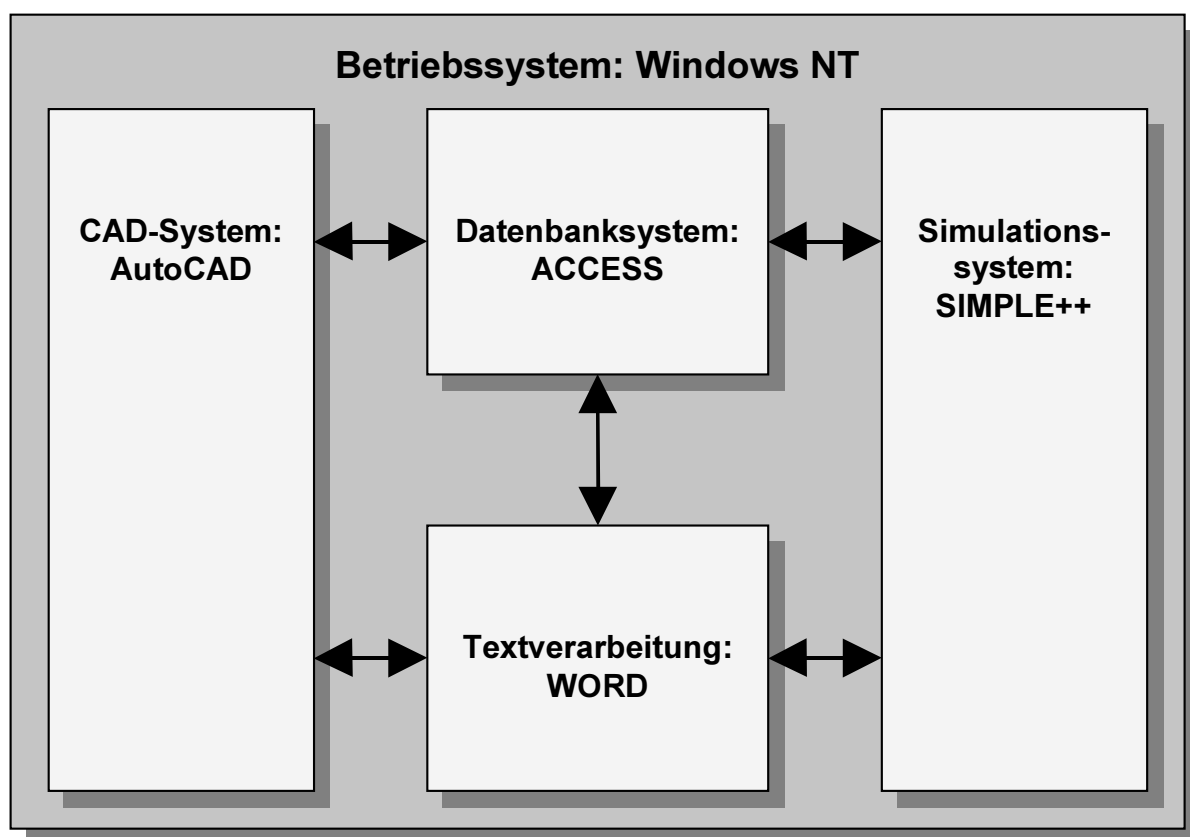 Betriebssystem: Windows NT
CAD-System:
AutoCAD
Datenbanksystem:
ACCESS
Simulations-
system:
SIMPLE++
Textverarbeitung:
WORD